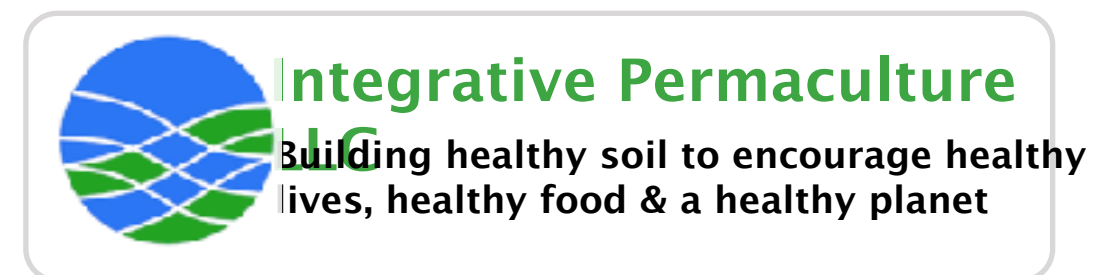 Integrative Permaculture
LLC
Building healthy soil to encourage healthy
lives, healthy food & a healthy planet